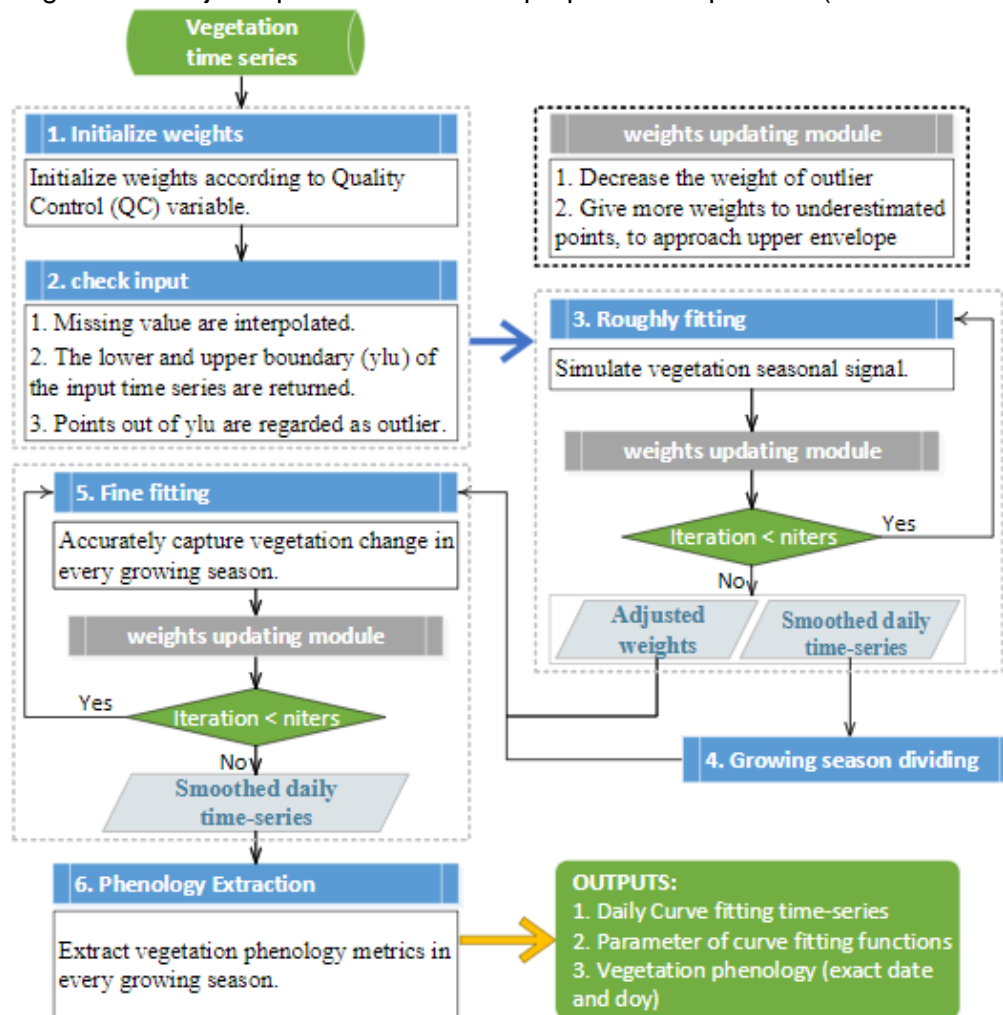 Vegetation
time series
1. Initialize weights
Initialize weights according to Quality
Control (QC) variable.
2. check input
1. Missing value are interpolated.
2. The lower and upper boundary (ylu) of
the input time series are returned.
3. Points out of ylu are regarded as outlier.
weights updating module
1. Decrease the weight of outlier
2. Give more weights to underestimated
points, to approach upper envelope
3. Roughly fitting
Simulate vegetation seasonal signal.
weights updating module
Iteration < niters
Yes
No
Adjusted
weights
Smoothed daily
time-series
4. Growing season dividing
5. Fine fitting
Accurately capture vegetation change in
every growing season.
weights updating module
Yes
Iteration < niters
No
Smoothed daily
time-series
6. Phenology Extraction
Extract vegetation phenology metrics in
every growing season.
OUTPUTS:
1. Daily Curve fitting time-series
2. Parameter of curve fitting functions
3. Vegetation phenology (exact date
and doy)